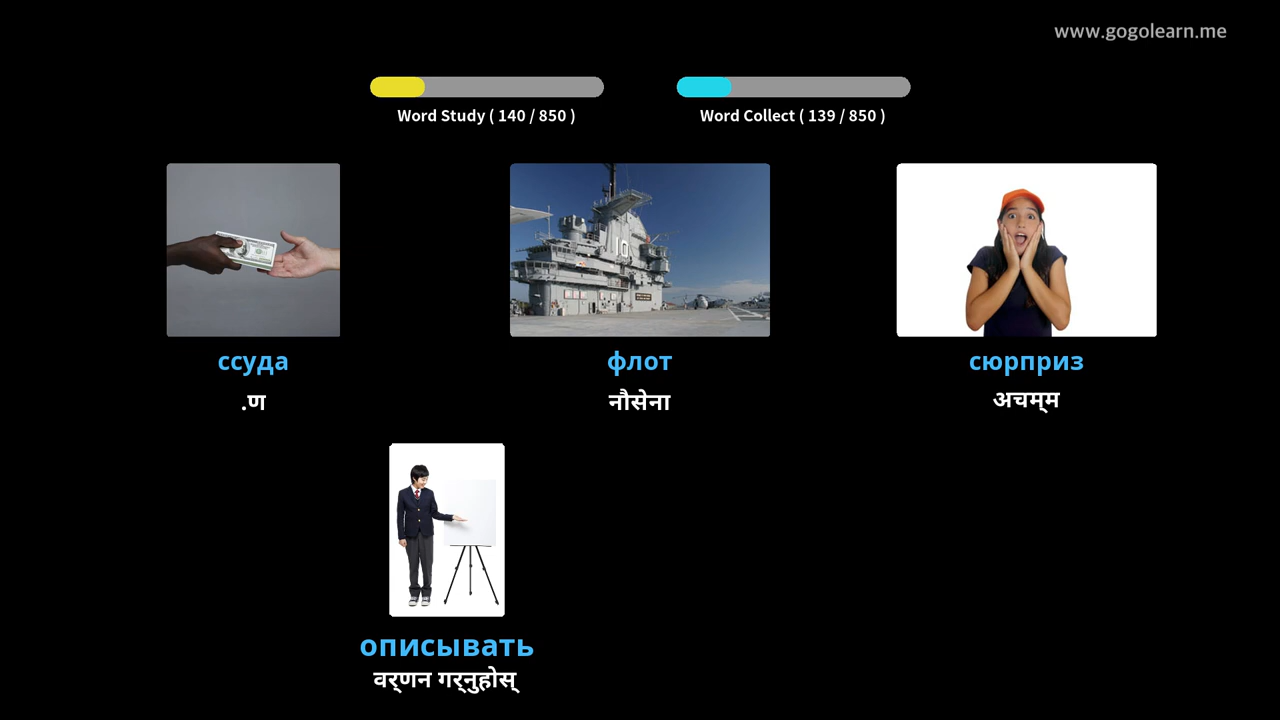 www.gogolearn.me
Word Study ( 140 / 850 )
Word Collect ( 139 / 850 )
ссуда
флот
сюрприз
.ण
नौसेना
अचम्‌म
описывать
वर्‌णन गर्‌नुहोस्